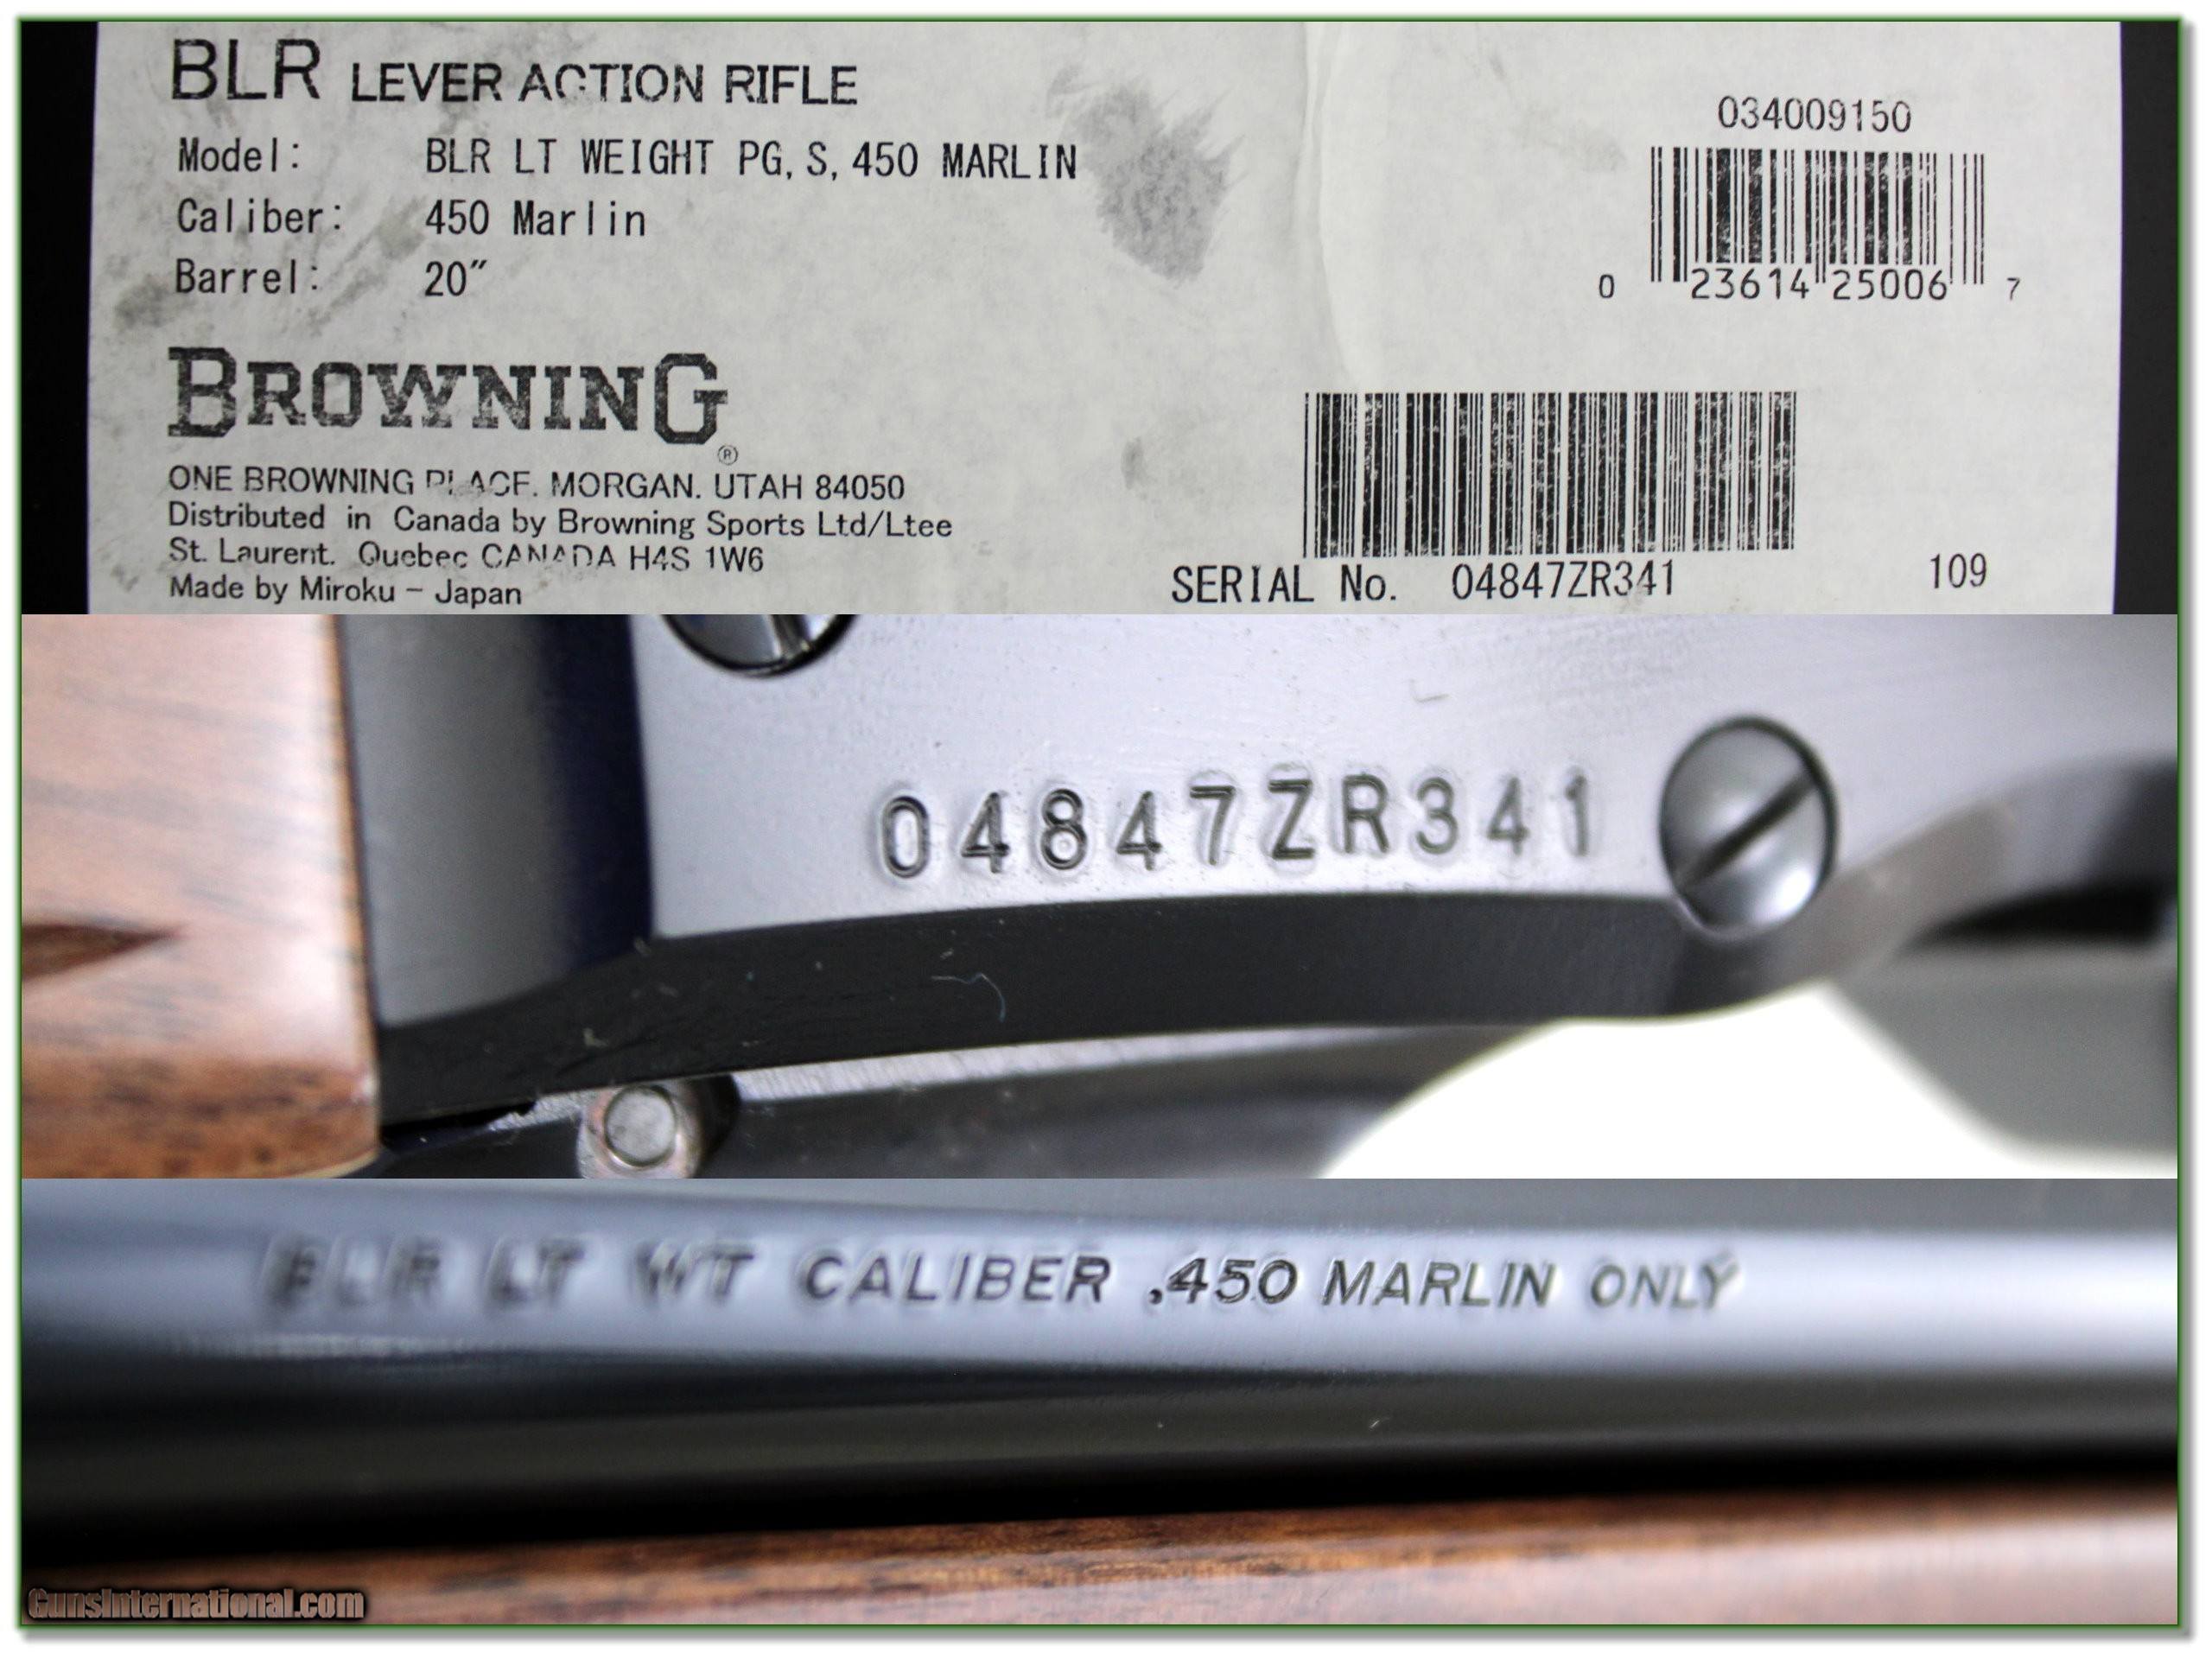 BLR LEVER ACTION RIFLE
Model: BLR LT WEIGHT PG, S, 450 MARLIN
Caliber: 450 Marlin
Barrel: 20"
BROWNING®
ONE BROWNING PLACE. MORGAN. UTAH 84050
Distributed in Canada by Browning Sports Ltd/Ltee
St. Laurent. Quebec CANADA H4S 1W6
Made by Miroku - Japan
034009150
0 23614 25006 7
SERIAL No. 04847ZR341
109
04847ZR341
BLR LT WT CALIBER .450 MARLIN ONLY
GunsInternational.com